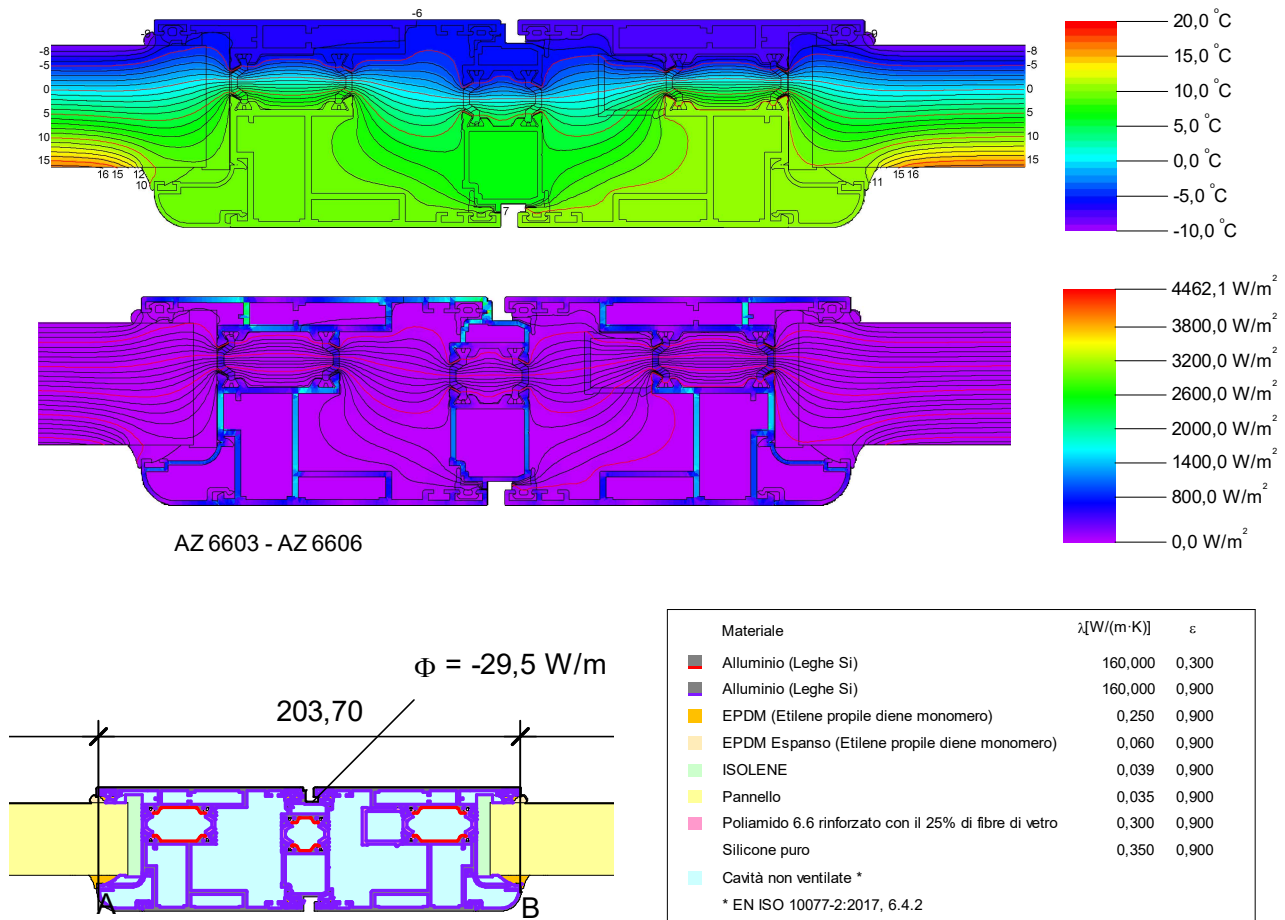 -6
-9
-9
-8
-5
0
5
10
15
16 15 12
10
7
-8
-5
0
5
10
15
15 16
11
20,0 °C
15,0 °C
10,0 °C
5,0 °C
0,0 °C
-5,0 °C
-10,0 °C
4462,1 W/m²
3800,0 W/m²
3200,0 W/m²
2600,0 W/m²
2000,0 W/m²
1400,0 W/m²
800,0 W/m²
0,0 W/m²
AZ 6603 - AZ 6606
Φ = -29,5 W/m
203,70
A
B
Materiale λ[W/(m·K)] ε
Alluminio (Leghe Si) 160,000 0,300
Alluminio (Leghe Si) 160,000 0,900
EPDM (Etilene propile diene monomero) 0,250 0,900
EPDM Espanso (Etilene propile diene monomero) 0,060 0,900
ISOLENE 0,039 0,900
Pannello 0,035 0,900
Poliamido 6.6 rinforzato con il 25% di fibre di vetro 0,300 0,900
Silicone puro 0,350 0,900
Cavità non ventilate *
* EN ISO 10077-2:2017, 6.4.2